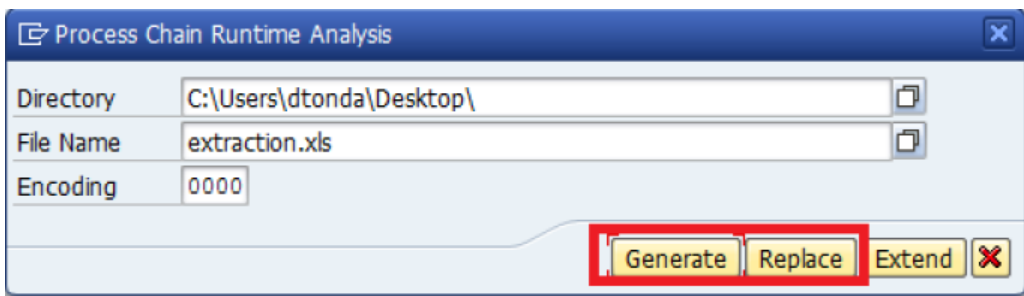 Process Chain Runtime Analysis
Directory C:\Users\dtonda\Desktop\
File Name extraction.xls
Encoding 0000
Generate Replace Extend